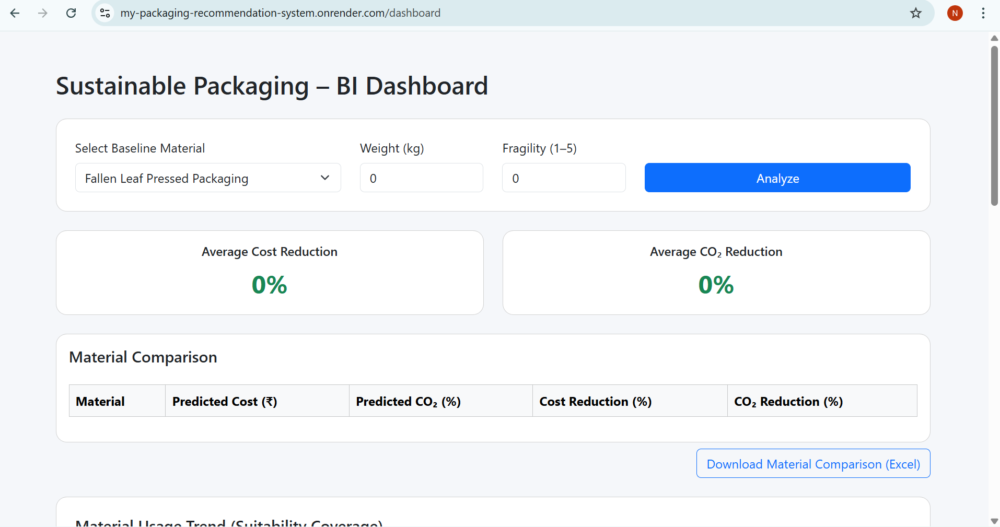 my-packaging-recommendation-system.onrender.com/dashboard
N
Sustainable Packaging – BI Dashboard
Select Baseline Material
Weight (kg)
Fragility (1–5)
Fallen Leaf Pressed Packaging
0
0
Analyze
Average Cost Reduction
0%
Average CO₂ Reduction
0%
Material Comparison
Material
Predicted Cost (₹)
Predicted CO₂ (%)
Cost Reduction (%)
CO₂ Reduction (%)
Download Material Comparison (Excel)
Material Usage Trend (Suitability Coverage)